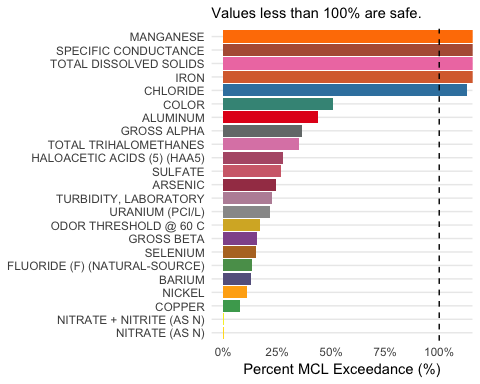 Values less than 100% are safe.
MANGANESE
SPECIFIC CONDUCTANCE
TOTAL DISSOLVED SOLIDS
IRON
CHLORIDE
COLOR
ALUMINUM
GROSS ALPHA
TOTAL TRIHALOMETHANES
HALOACETIC ACIDS (5) (HAA5)
SULFATE
ARSENIC
TURBIDITY, LABORATORY
URANIUM (PCI/L)
ODOR THRESHOLD @ 60 C
GROSS BETA
SELENIUM
FLUORIDE (F) (NATURAL-SOURCE)
BARIUM
NICKEL
COPPER
NITRATE + NITRITE (AS N)
NITRATE (AS N)
0% 25% 50% 75% 100%
Percent MCL Exceedance (%)